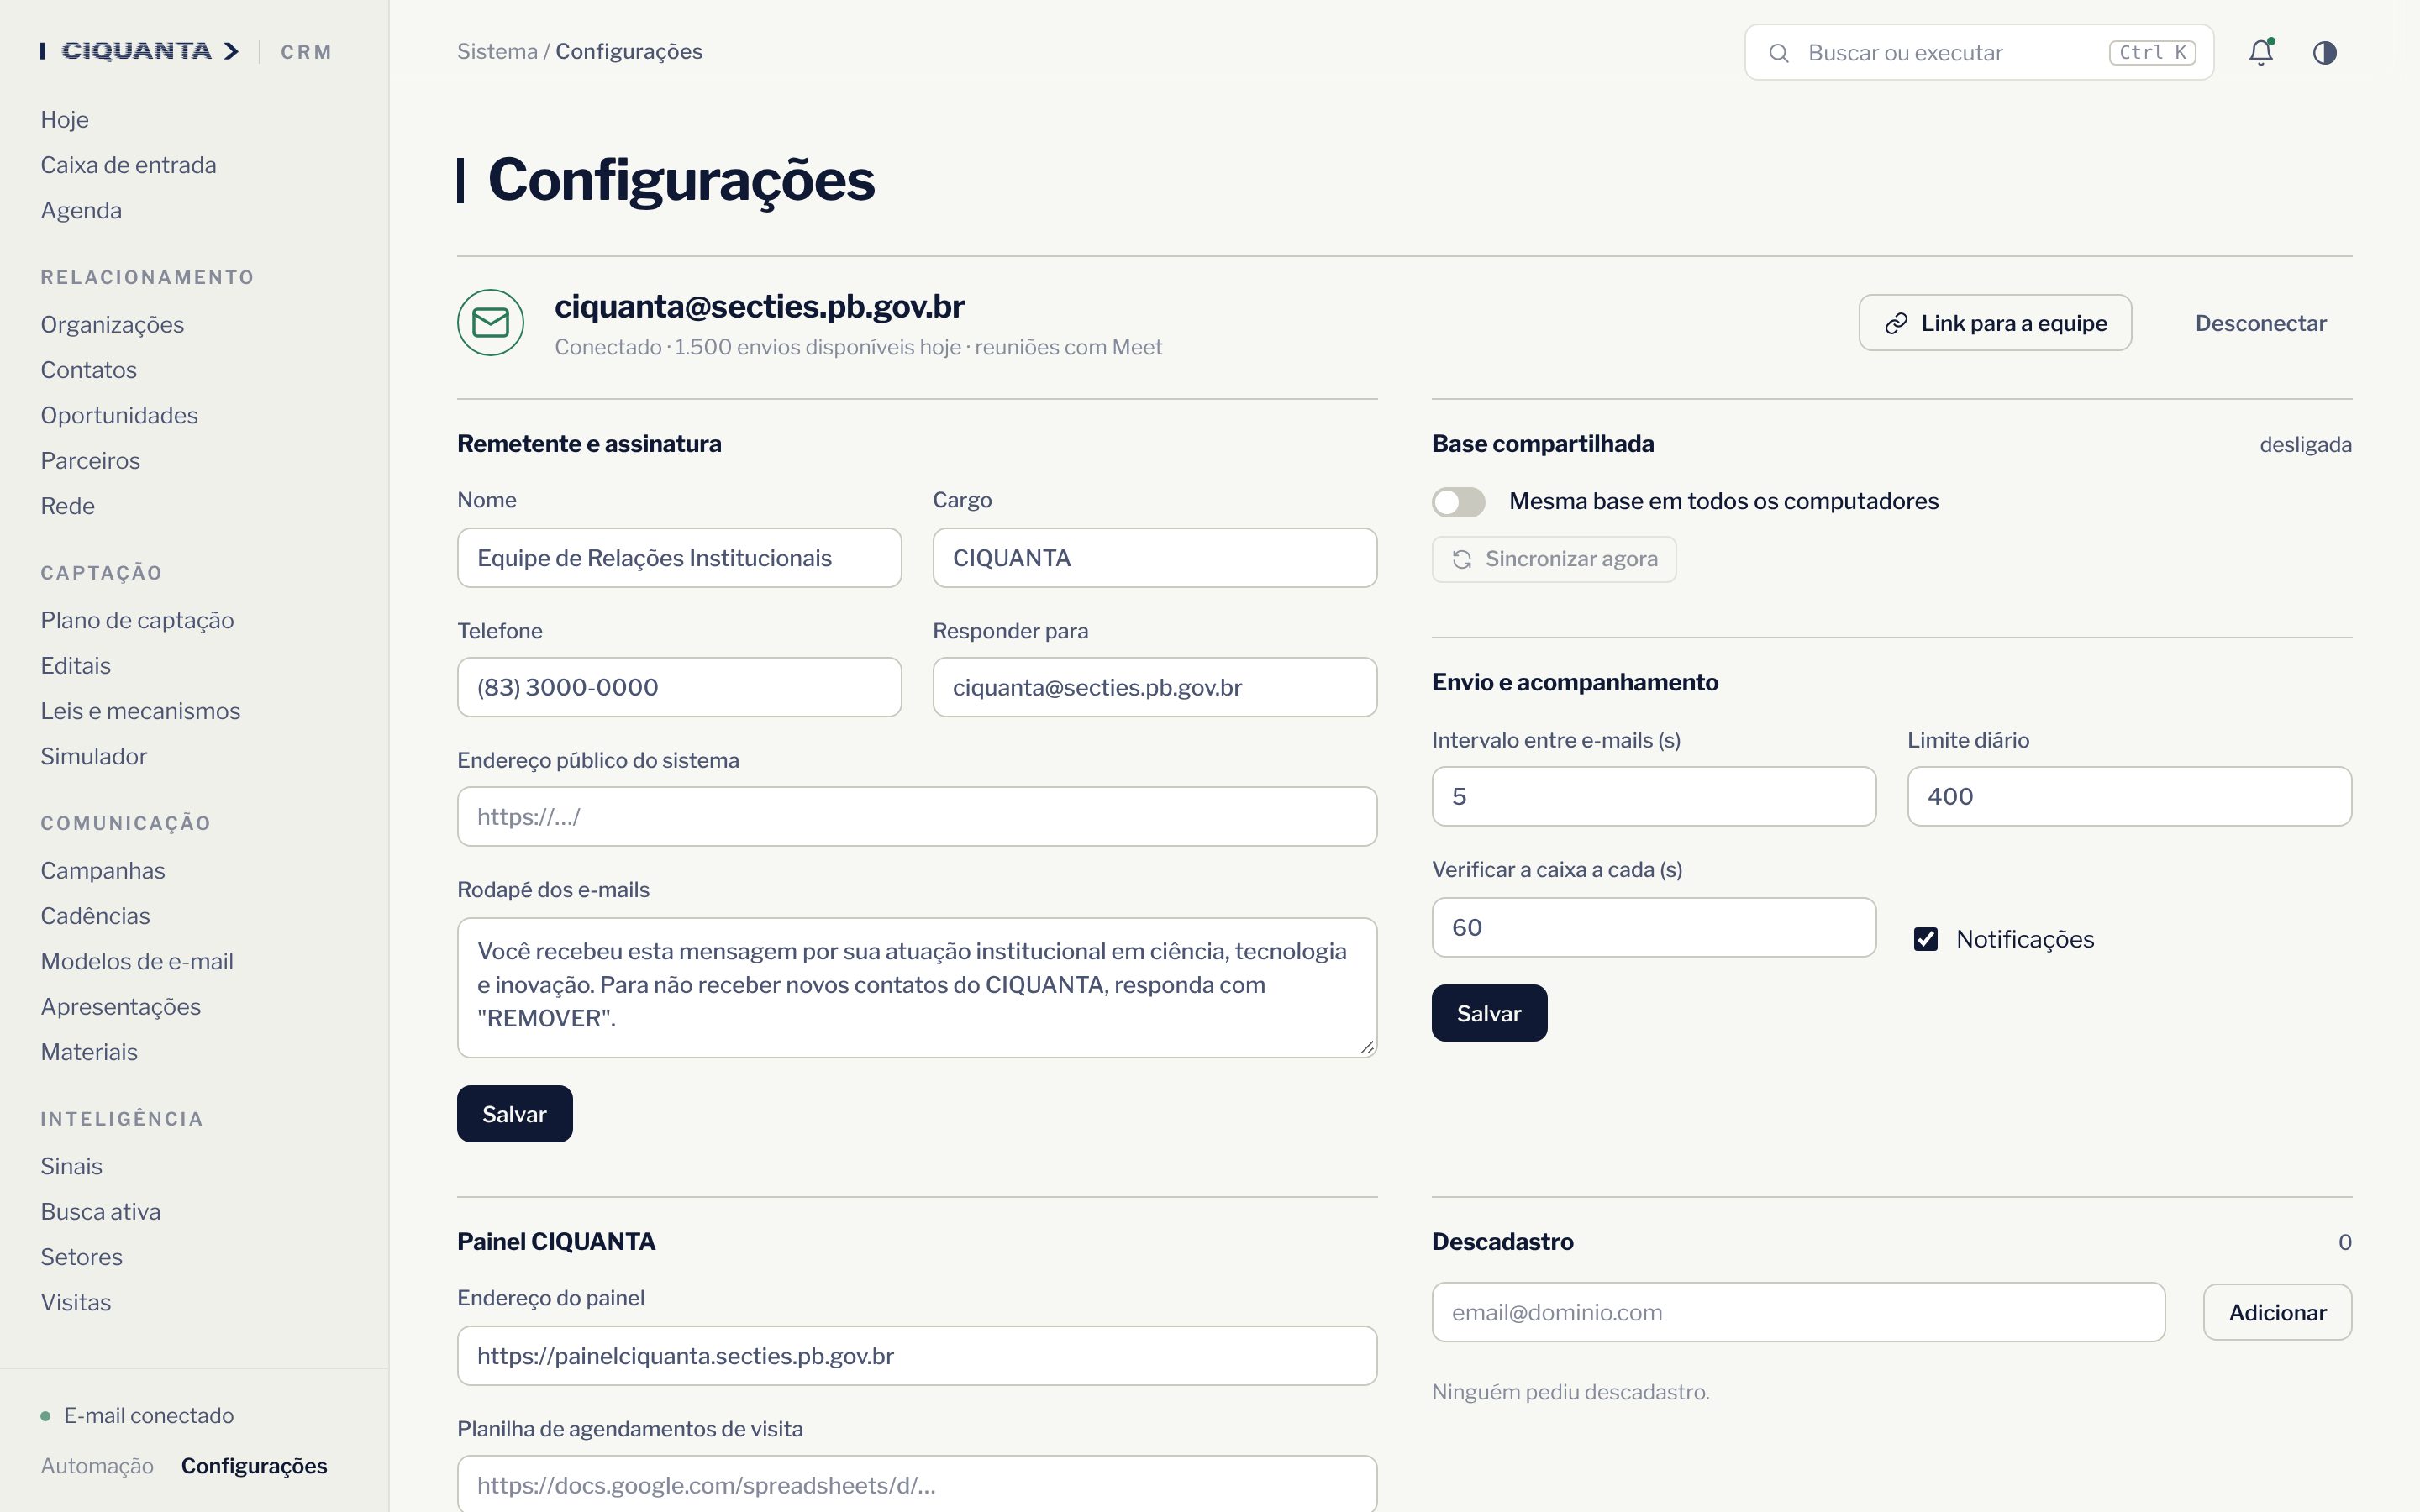 CIQUANTA
CRM
Hoje
Caixa de entrada
Agenda
RELACIONAMENTO
Organizações
Contatos
Oportunidades
Parceiros
Rede
CAPTAÇÃO
Plano de captação
Editais
Leis e mecanismos
Simulador
COMUNICAÇÃO
Campanhas
Cadências
Modelos de e-mail
Apresentações
Materiais
INTELIGÊNCIA
Sinais
Busca ativa
Setores
Visitas
E-mail conectado
Automação Configurações
Sistema / Configurações
Buscar ou executar Ctrl K
Configurações
ciquanta@secties.pb.gov.br
Conectado · 1.500 envios disponíveis hoje · reuniões com Meet
Link para a equipe
Desconectar
Remetente e assinatura
Nome
Cargo
Equipe de Relações Institucionais
CIQUANTA
Telefone
Responder para
(83) 3000-0000
ciquanta@secties.pb.gov.br
Endereço público do sistema
https://.../
Rodapé dos e-mails
Você recebeu esta mensagem por sua atuação institucional em ciência, tecnologia
e inovação. Para não receber novos contatos do CIQUANTA, responda com
"REMOVER".
Salvar
Base compartilhada desligada
Mesma base em todos os computadores
Sincronizar agora
Envio e acompanhamento
Intervalo entre e-mails (s)
Limite diário
5
400
Verificar a caixa a cada (s)
60
Notificações
Salvar
Painel CIQUANTA
Endereço do painel
https://painelciquanta.secties.pb.gov.br
Planilha de agendamentos de visita
https://docs.google.com/spreadsheets/d/...
Descadastro 0
email@dominio.com
Adicionar
Ninguém pediu descadastro.